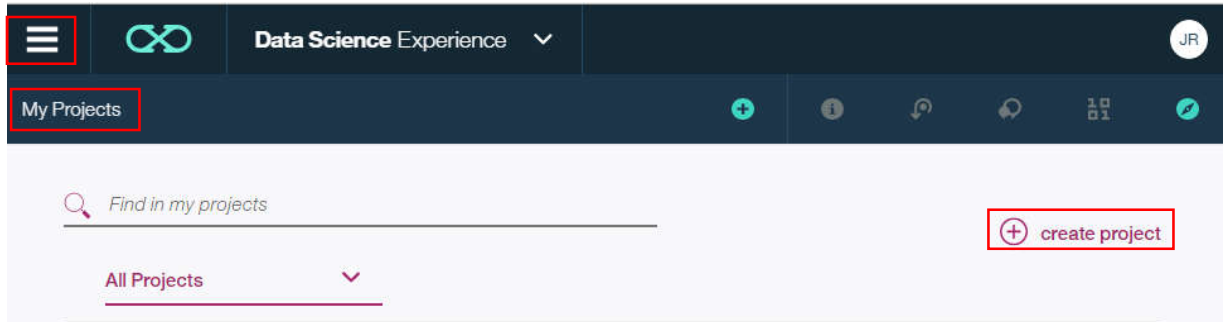 Data Science Experience
JR
My Projects
Find in my projects
create project
All Projects